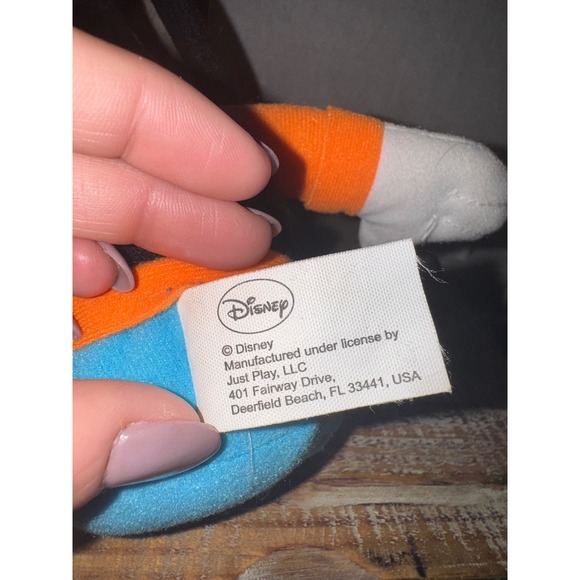 Disney
© Disney
Manufactured under license by
Just Play, LLC
401 Fairway Drive,
Deerfield Beach, FL 33441, USA